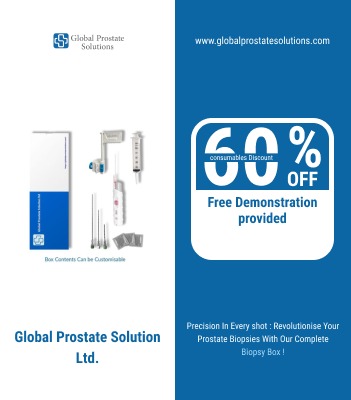 Global Prostate
Solutions
Box Contents Can be Customisable
Global Prostate Solution
Ltd.
www.globalprostatesolutions.com
60%
consumables Discount
OFF
Free Demonstration
provided
Precision In Every shot : Revolutionise Your
Prostate Biopsies With Our Complete
Biopsy Box !